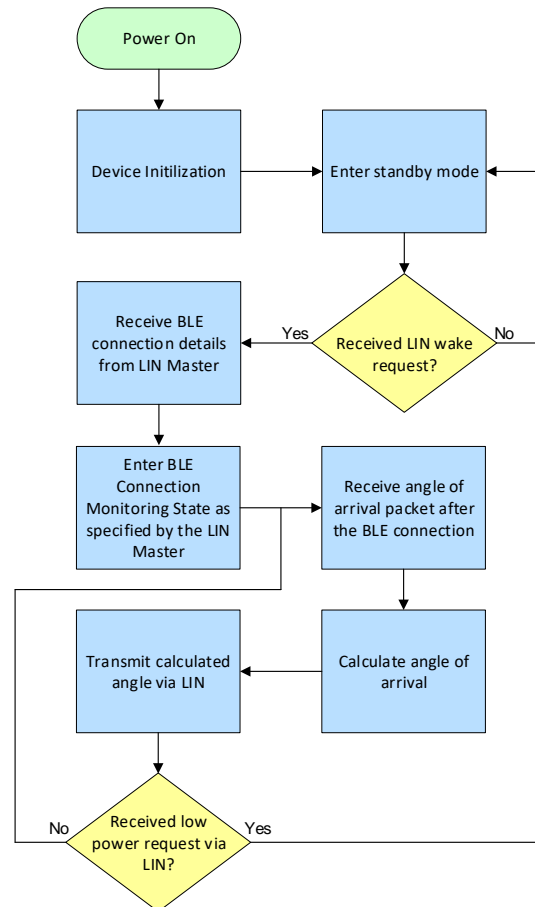 Power On
Device Initilization
Enter standby mode
Receive BLE
connection details
from LIN Master
Yes
Received LIN wake
request?
No
Enter BLE
Connection
Monitoring State as
specified by the LIN
Master
Receive angle of
arrival packet after
the BLE connection
Transmit calculated
angle via LIN
Calculate angle of
arrival
No
Received low
power request via
LIN?
Yes